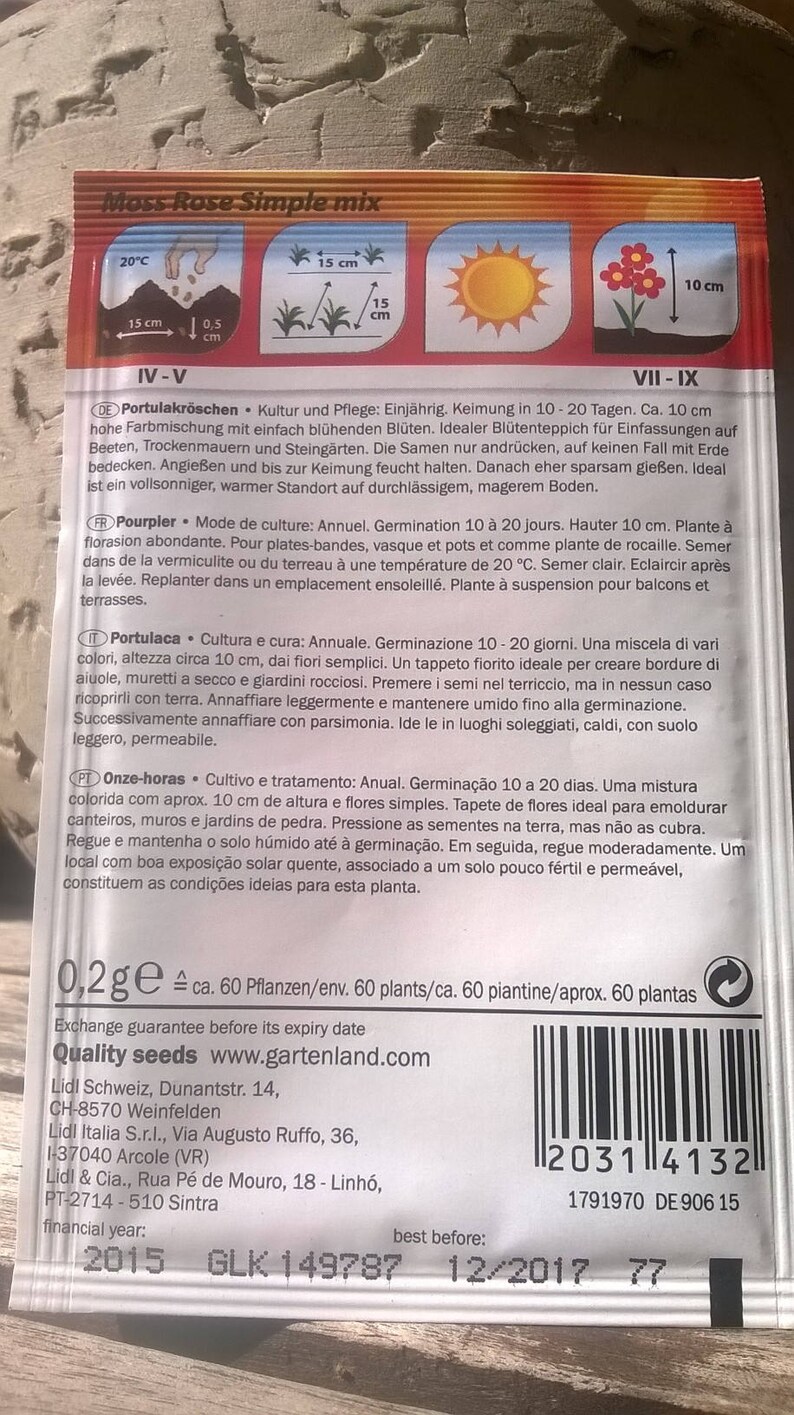 Moss Rose Simple mix
20°C
15 cm
0,5 cm
15 cm
15 cm
10 cm
IV - V
VII - IX
DE Portulakröschen • Kultur und Pflege: Einjährig. Keimung in 10 - 20 Tagen. Ca. 10 cm
hohe Farbmischung mit einfach blühenden Blüten. Idealer Blütenteppich für Einfassungen auf
Beeten, Trockenmauern und Steingärten. Die Samen nur andrücken, auf keinen Fall mit Erde
bedecken. Angießen und bis zur Keimung feucht halten. Danach eher sparsam gießen. Ideal
ist ein vollsonniger, warmer Standort auf durchlässigem, magerem Boden.
FR Pourpier • Mode de culture: Annuel. Germination 10 à 20 jours. Hauter 10 cm. Plante à
florasion abondante. Pour plates-bandes, vasque et pots et comme plante de rocaille. Semer
dans de la vermiculite ou du terreau à une température de 20 °C. Semer clair. Eclaircir après
la levée. Replanter dans un emplacement ensoleillé. Plante à suspension pour balcons et
terrasses.
IT Portulaca • Cultura e cura: Annuale. Germinazione 10 - 20 giorni. Una miscela di vari
colori, altezza circa 10 cm, dai fiori semplici. Un tappeto fiorito ideale per creare bordure di
aiuole, muretti a secco e giardini rocciosi. Premere i semi nel terriccio, ma in nessun caso
ricoprirli con terra. Annaffiare leggermente e mantenere umido fino alla germinazione.
Successivamente annaffiare con parsimonia. Ide le in luoghi soleggiati, caldi, con suolo
leggero, permeabile.
PT Onze-horas • Cultivo e tratamento: Anual. Germinação 10 a 20 dias. Uma mistura
colorida com aprox. 10 cm de altura e flores simples. Tapete de flores ideal para emoldurar
canteiros, muros e jardins de pedra. Pressione as sementes na terra, mas não as cubra.
Regue e mantenha o solo húmido até à germinação. Em seguida, regue moderadamente. Um
local com boa exposição solar quente, associado a um solo pouco fértil e permeável,
constituem as condições ideias para esta planta.
0,2g℮ ≙ ca. 60 Pflanzen/env. 60 plants/ca. 60 piantine/aprox. 60 plantas
Exchange guarantee before its expiry date
Quality seeds www.gartenland.com
Lidl Schweiz, Dunantstr. 14,
CH-8570 Weinfelden
Lidl Italia S.r.l., Via Augusto Ruffo, 36,
I-37040 Arcole (VR)
Lidl & Cia., Rua Pé de Mouro, 18 - Linhó,
PT-2714 - 510 Sintra
2031 4132
1791970 DE 906 15
financial year:
best before:
2015 GLK 149787 12/2017 77